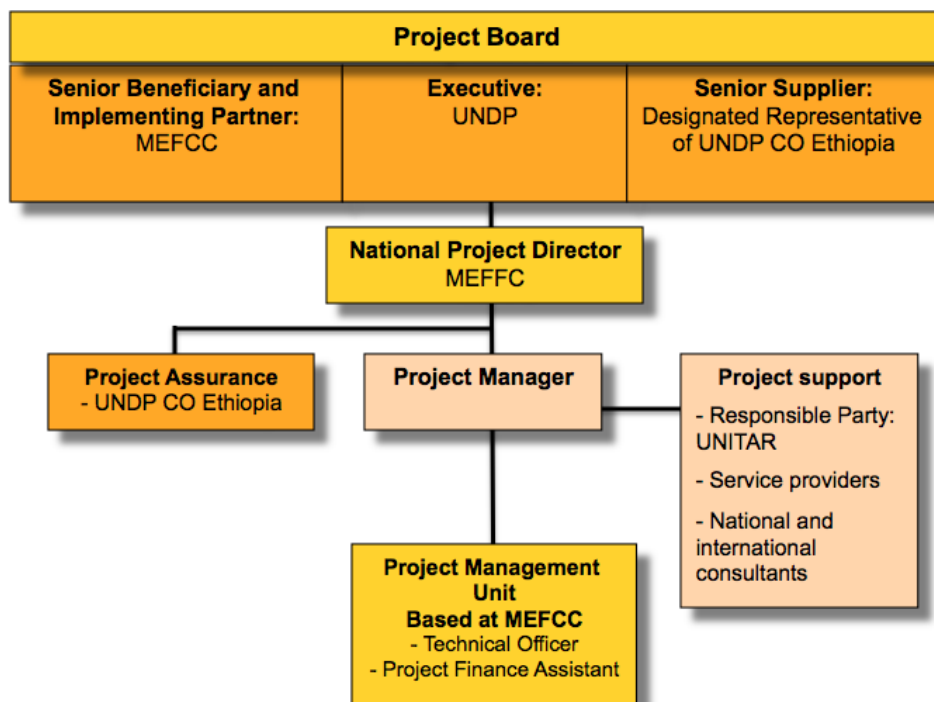 Project Board
Senior Beneficiary and
Implementing Partner:
MEFCC
Executive:
UNDP
Senior Supplier:
Designated Representative
of UNDP CO Ethiopia
National Project Director
MEFFC
Project Assurance
- UNDP CO Ethiopia
Project Manager
Project support
- Responsible Party:
UNITAR
- Service providers
- National and
international
consultants
Project Management
Unit
Based at MEFCC
- Technical Officer
- Project Finance Assistant